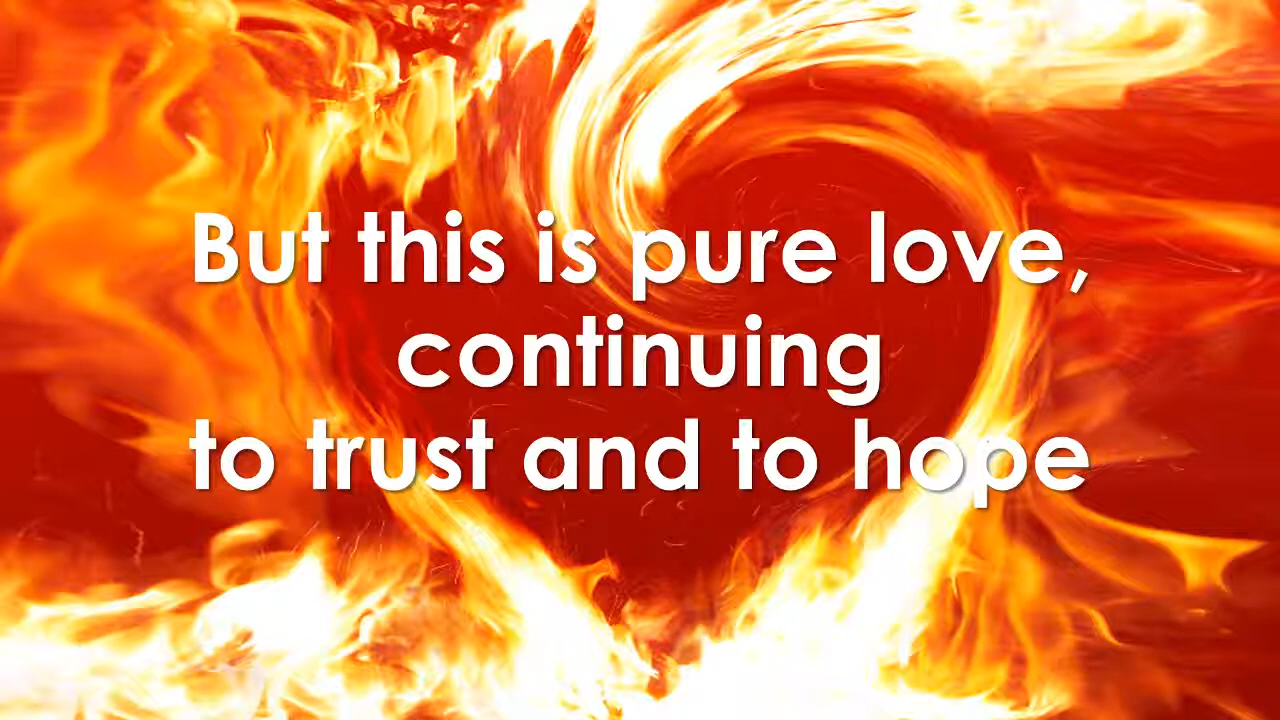 But this is pure love,
continuing
to trust and to hope